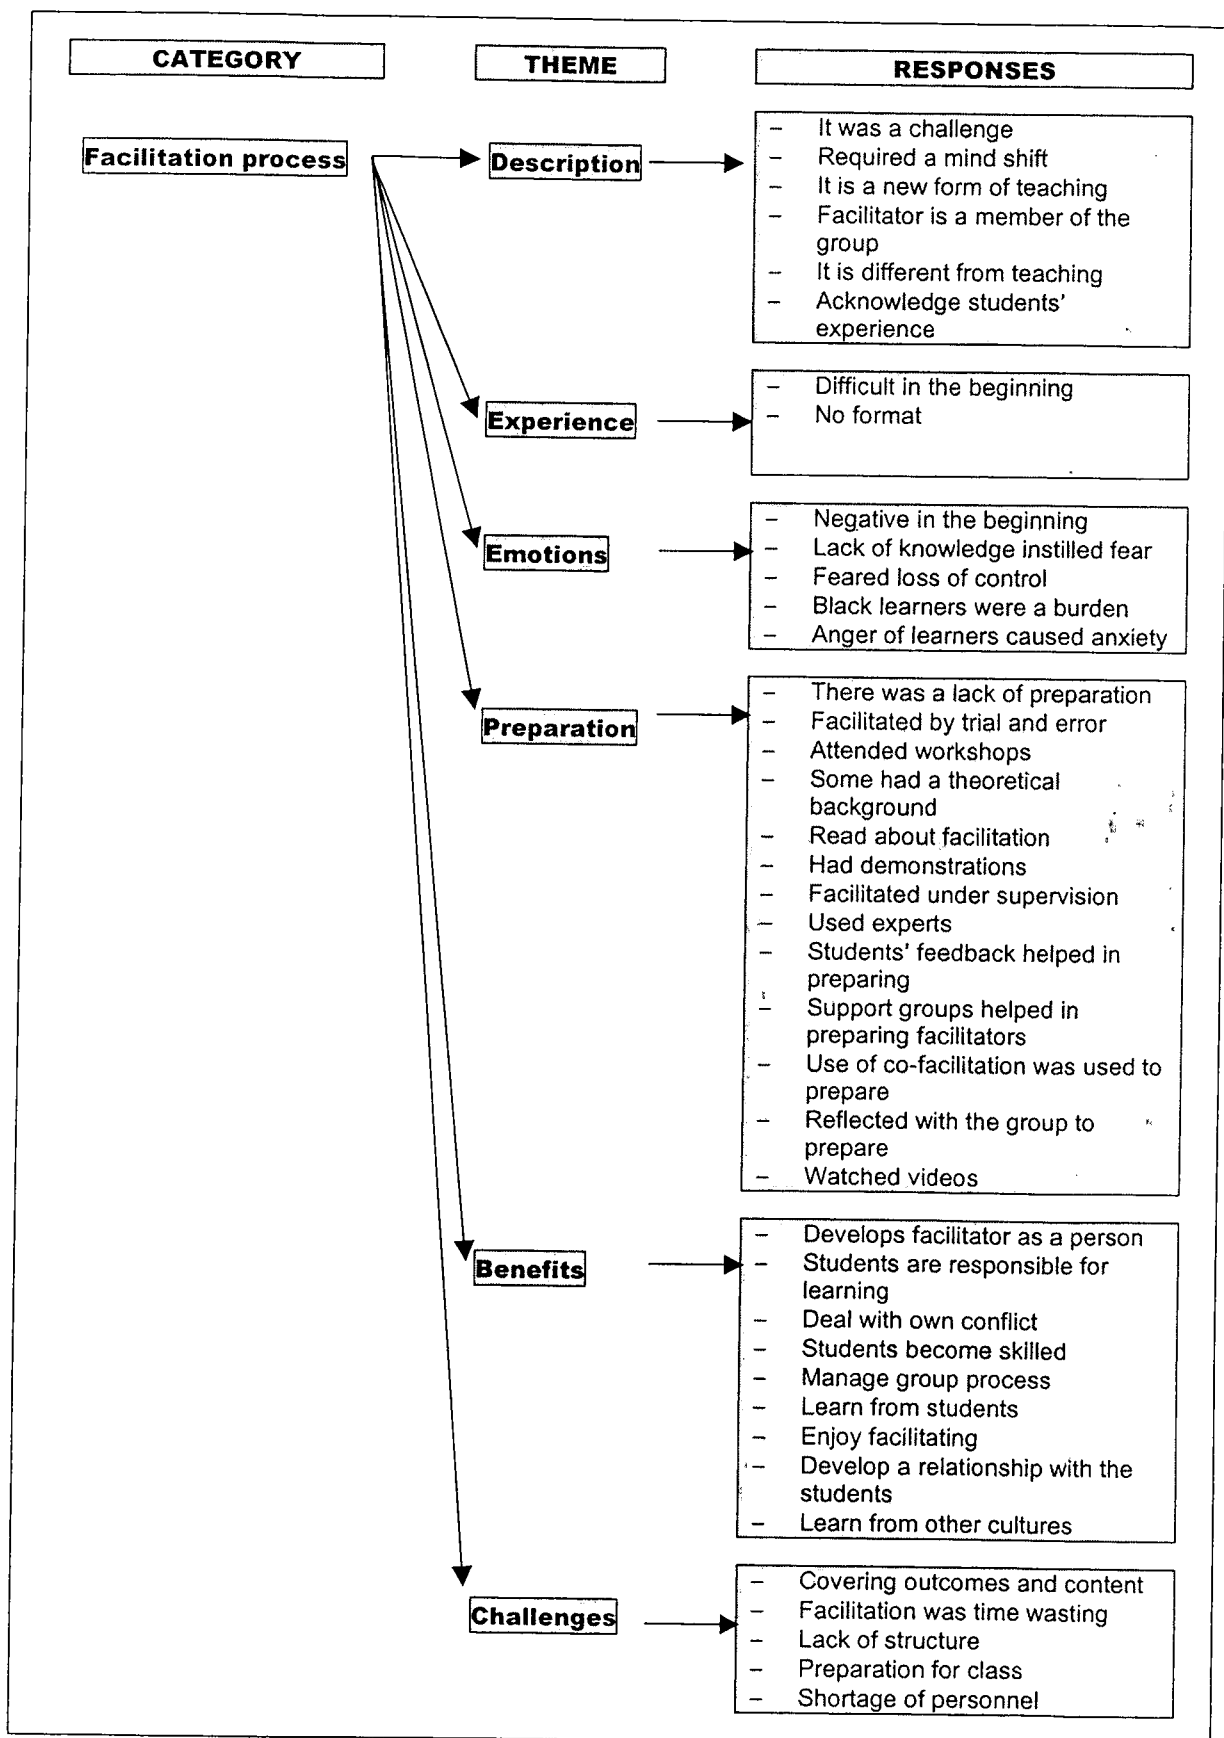 CATEGORY
THEME
RESPONSES
Facilitation process
Description
– It was a challenge
– Required a mind shift
– It is a new form of teaching
– Facilitator is a member of the
group
– It is different from teaching
– Acknowledge students'
experience
Experience
– Difficult in the beginning
– No format
Emotions
– Negative in the beginning
– Lack of knowledge instilled fear
– Feared loss of control
– Black learners were a burden
– Anger of learners caused anxiety
Preparation
– There was a lack of preparation
– Facilitated by trial and error
– Attended workshops
– Some had a theoretical
background
– Read about facilitation
– Had demonstrations
– Facilitated under supervision
– Used experts
– Students' feedback helped in
preparing
– Support groups helped in
preparing facilitators
– Use of co-facilitation was used to
prepare
– Reflected with the group to
prepare
– Watched videos
Benefits
– Develops facilitator as a person
– Students are responsible for
learning
– Deal with own conflict
– Students become skilled
– Manage group process
– Learn from students
– Enjoy facilitating
– Develop a relationship with the
students
– Learn from other cultures
Challenges
– Covering outcomes and content
– Facilitation was time wasting
– Lack of structure
– Preparation for class
– Shortage of personnel